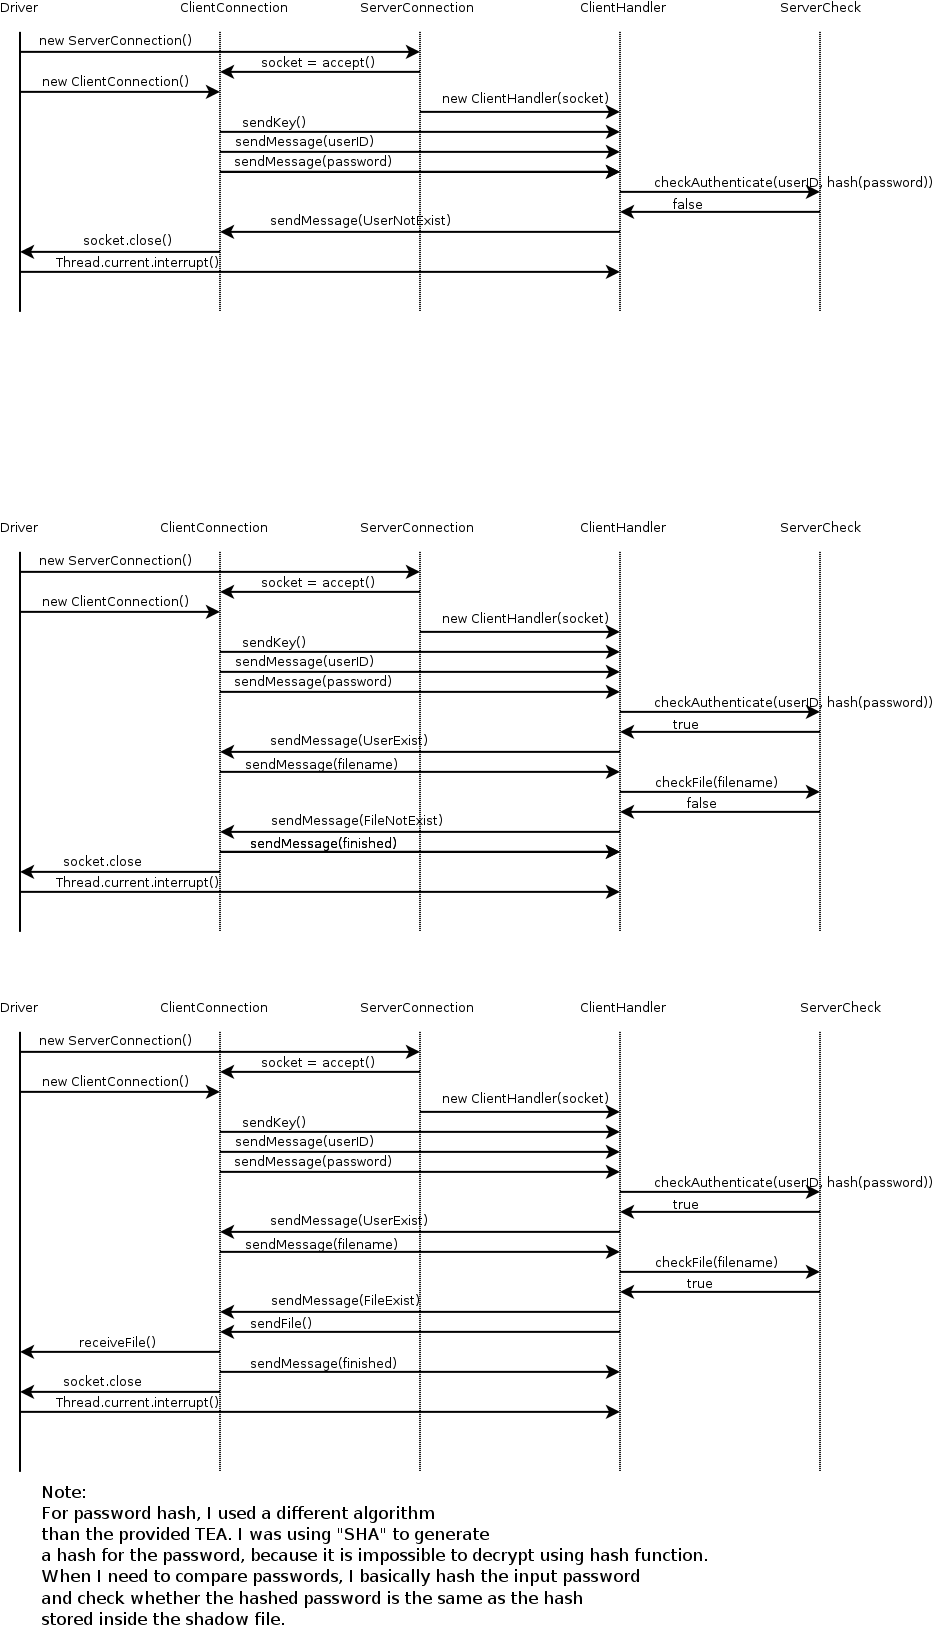 Driver ClientConnection ServerConnection ClientHandler ServerCheck
new ServerConnection()
socket = accept()
new ClientConnection()
new ClientHandler(socket)
sendKey()
sendMessage(userID)
sendMessage(password)
checkAuthenticate(userID, hash(password))
false
sendMessage(UserNotExist)
socket.close()
Thread.current.interrupt()
Driver ClientConnection ServerConnection ClientHandler ServerCheck
new ServerConnection()
socket = accept()
new ClientConnection()
new ClientHandler(socket)
sendKey()
sendMessage(userID)
sendMessage(password)
checkAuthenticate(userID, hash(password))
true
sendMessage(UserExist)
sendMessage(filename)
checkFile(filename)
false
sendMessage(FileNotExist)
sendMessage(finished)
socket.close
Thread.current.interrupt()
Driver ClientConnection ServerConnection ClientHandler ServerCheck
new ServerConnection()
socket = accept()
new ClientConnection()
new ClientHandler(socket)
sendKey()
sendMessage(userID)
sendMessage(password)
checkAuthenticate(userID, hash(password))
true
sendMessage(UserExist)
sendMessage(filename)
checkFile(filename)
true
sendMessage(FileExist)
sendFile()
receiveFile()
sendMessage(finished)
socket.close
Thread.current.interrupt()
Note:
For password hash, I used a different algorithm
than the provided TEA. I was using "SHA" to generate
a hash for the password, because it is impossible to decrypt using hash function.
When I need to compare passwords, I basically hash the input password
and check whether the hashed password is the same as the hash
stored inside the shadow file.